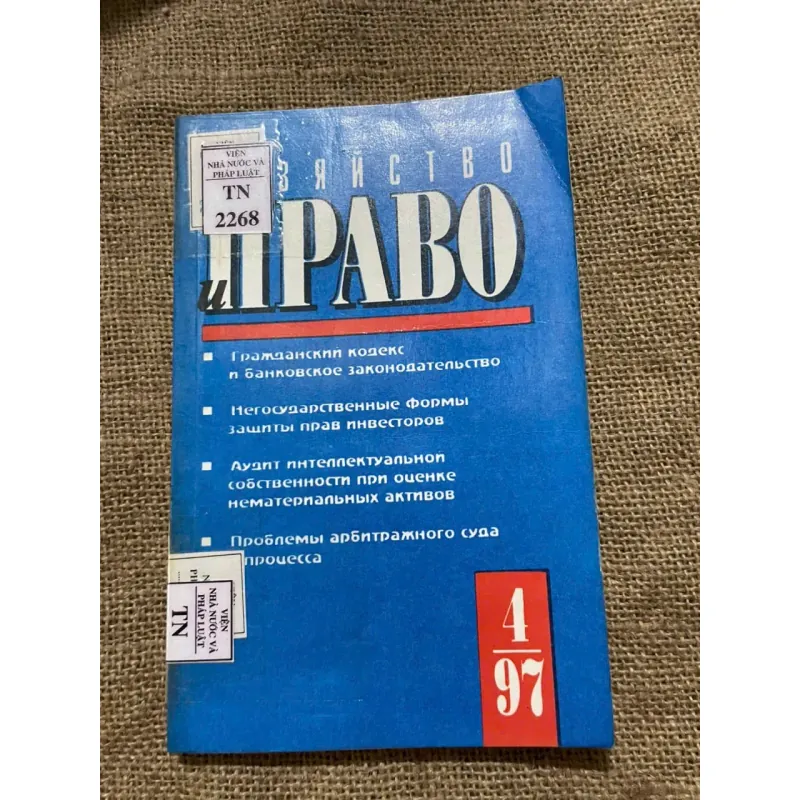 VIỆN
NHÀ NƯỚC VÀ
PHÁP LUẬT
TN
2268
ЯЙСТВО
и ПРАВО
Гражданский кодекс
и банковское законодательство
Негосударственные формы
защиты прав инвесторов
Аудит интеллектуальной
собственности при оценке
нематериальных активов
Проблемы арбитражного суда
процесса
VIỆN
NHÀ NƯỚC VÀ
PHÁP LUẬT
TN
4
97